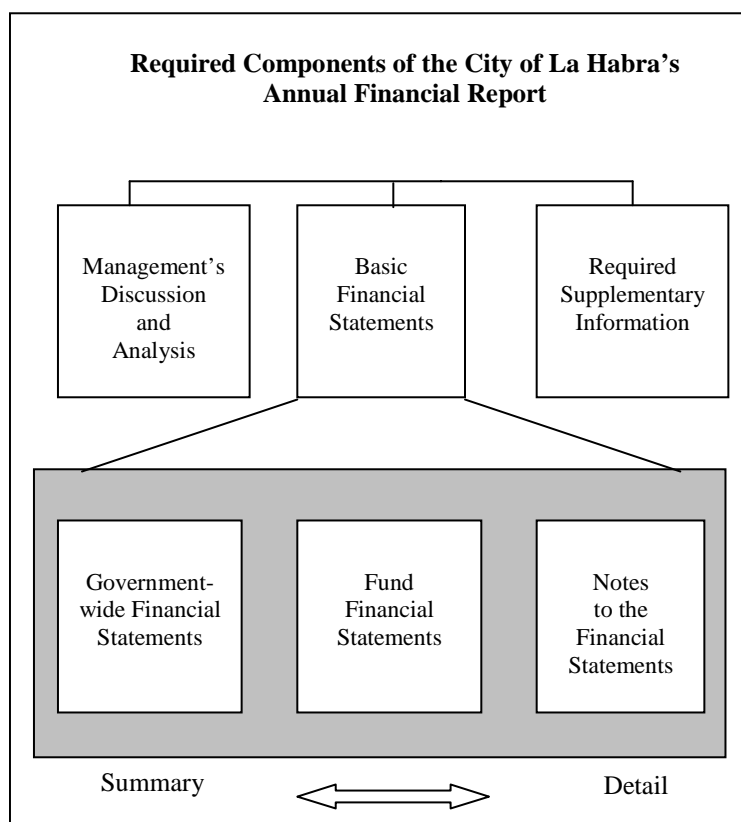 Required Components of the City of La Habra’s
Annual Financial Report
Management’s
Discussion
and
Analysis
Basic
Financial
Statements
Required
Supplementary
Information
Government-
wide Financial
Statements
Fund
Financial
Statements
Notes
to the
Financial
Statements
Summary
Detail